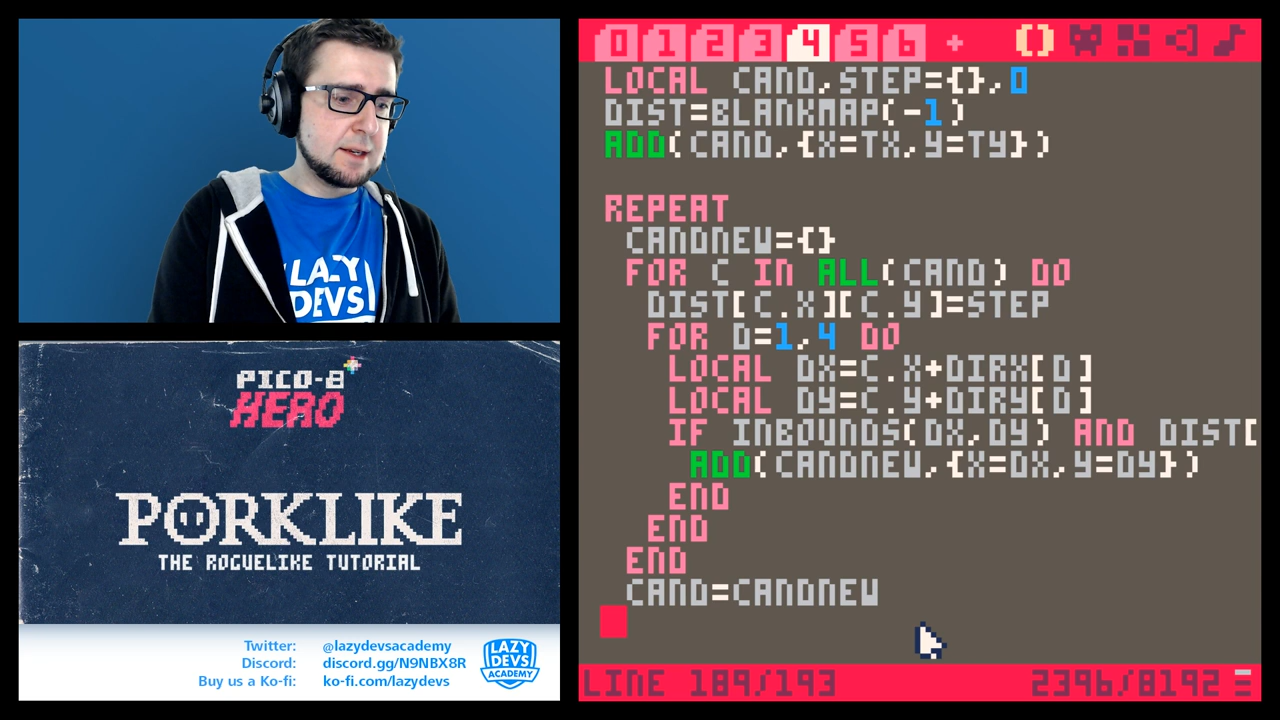 LAZY
DEVS
PICO-8
HERO
PORKLIKE
THE ROGUELIKE TUTORIAL
Twitter: @lazydevsacademy
Discord: discord.gg/N9NBX8R
Buy us a Ko-fi: ko-fi.com/lazydevs
LAZY
DEVS
ACADEMY
0 1 2 3 4 5 6 +
LOCAL CAND,STEP={},0
DIST=BLANKMAP(-1)
ADD(CAND,{X=TX,Y=TY})
REPEAT
CANDNEW={}
FOR C IN ALL(CAND) DO
DIST[C.X][C.Y]=STEP
FOR D=1,4 DO
LOCAL DX=C.X+DIRX[D]
LOCAL DY=C.Y+DIRY[D]
IF INBOUNDS(DX,DY) AND DIST[
ADD(CANDNEW,{X=DX,Y=DY})
END
END
END
CAND=CANDNEW
LINE 189/193 2396/8192